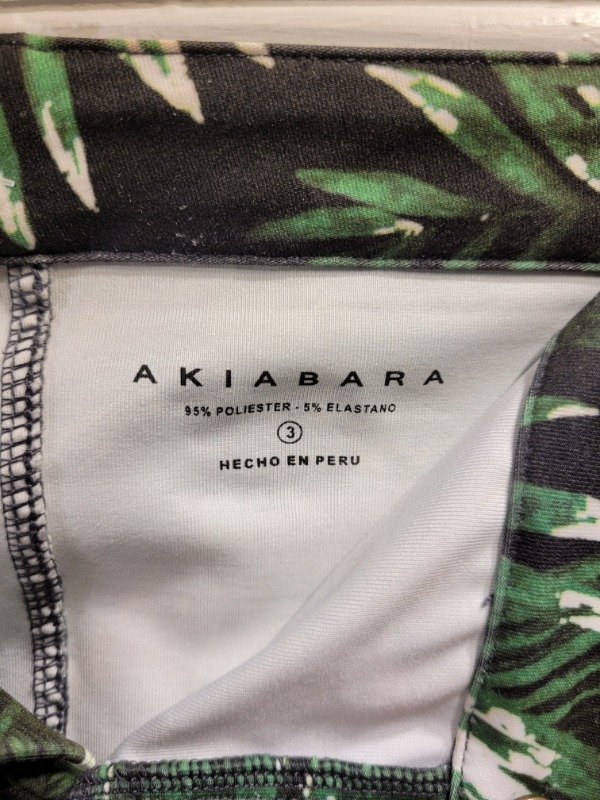 AKIABARA
95% POLIESTER - 5% ELASTANO
3
HECHO EN PERU